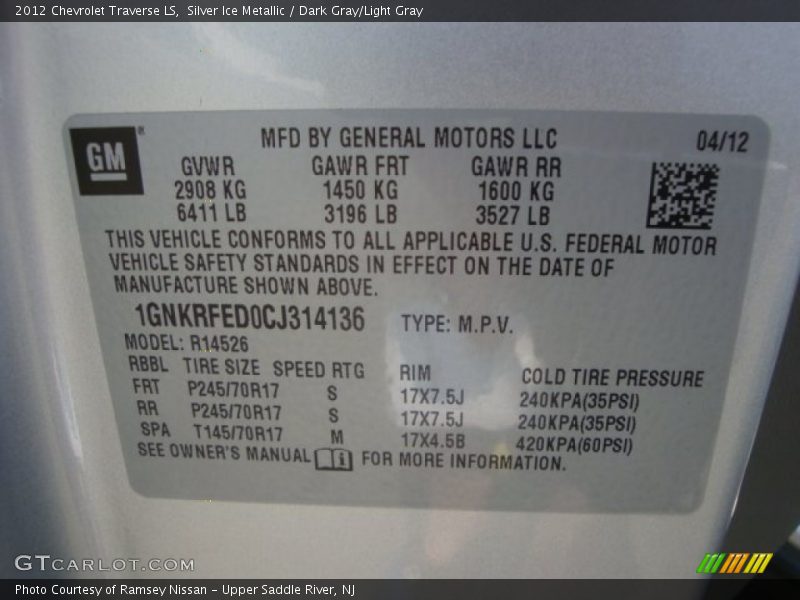 2012 Chevrolet Traverse LS, Silver Ice Metallic / Dark Gray/Light Gray
GM
MFD BY GENERAL MOTORS LLC 04/12
GVWR GAWR FRT GAWR RR
2908 KG 1450 KG 1600 KG
6411 LB 3196 LB 3527 LB
THIS VEHICLE CONFORMS TO ALL APPLICABLE U.S. FEDERAL MOTOR
VEHICLE SAFETY STANDARDS IN EFFECT ON THE DATE OF
MANUFACTURE SHOWN ABOVE.
1GNKRFED0CJ314136 TYPE: M.P.V.
MODEL: R14526
RBBL TIRE SIZE SPEED RTG RIM COLD TIRE PRESSURE
FRT P245/70R17 S 17X7.5J 240KPA(35PSI)
RR P245/70R17 S 17X7.5J 240KPA(35PSI)
SPA T145/70R17 M 17X4.5B 420KPA(60PSI)
SEE OWNER'S MANUAL i FOR MORE INFORMATION.
GTCARLOT.COM
Photo Courtesy of Ramsey Nissan - Upper Saddle River, NJ